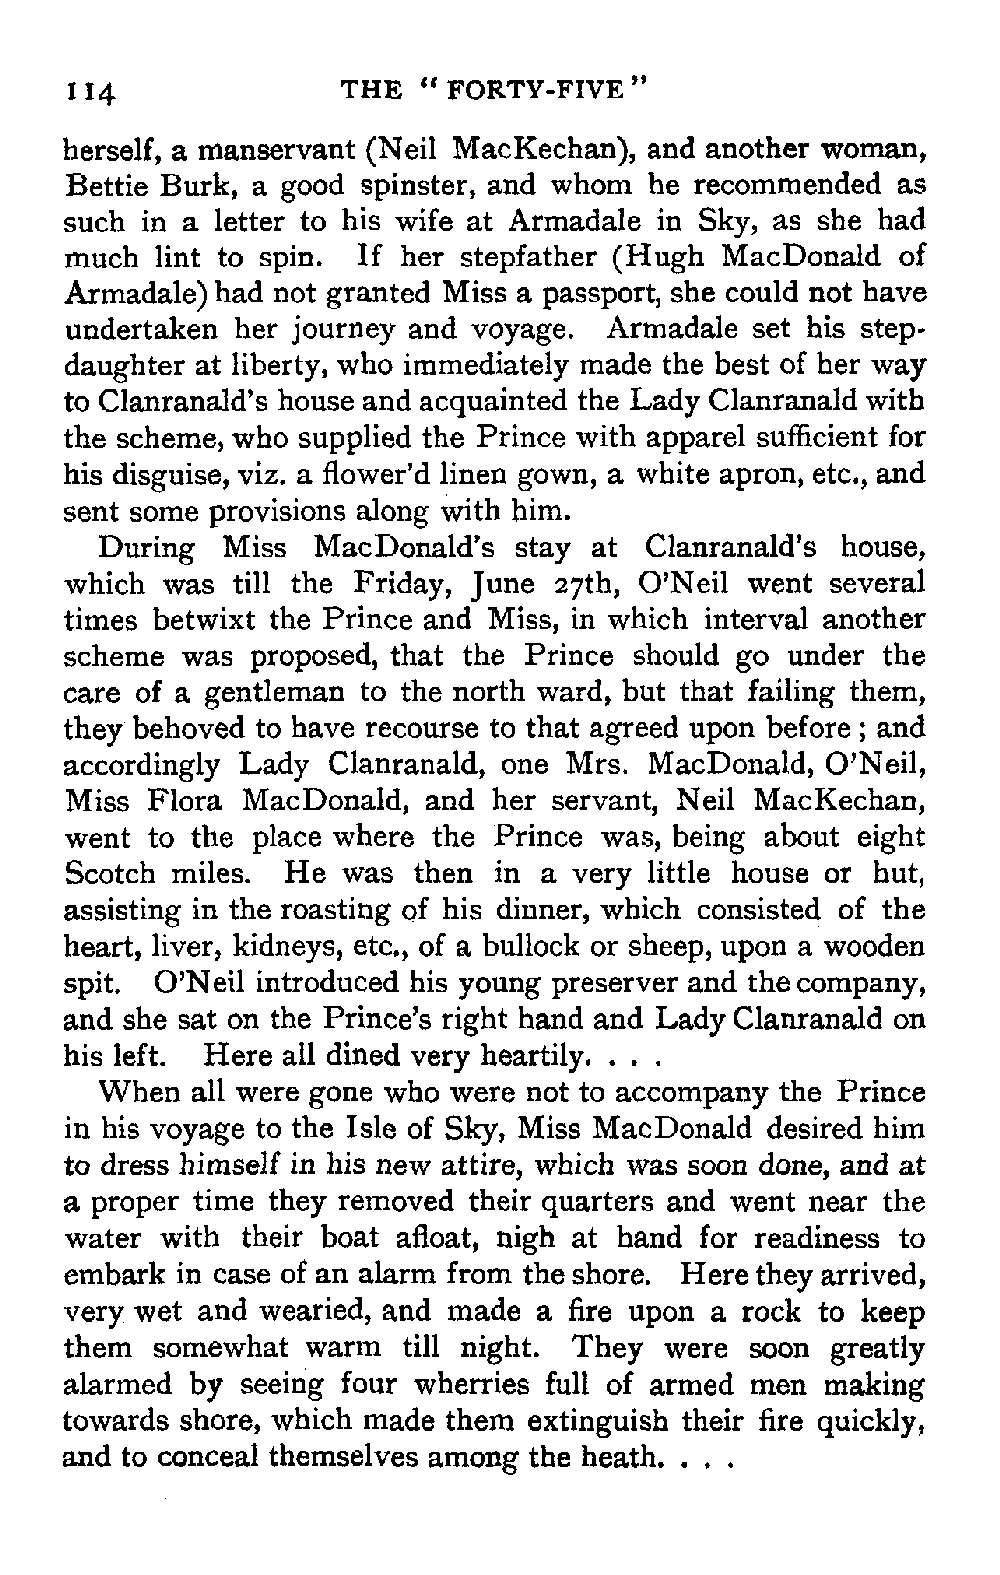 114 THE “ FORTY-FIVE ”
herself, a manservant (Neil MacKechan), and another woman,
Bettie Burk, a good spinster, and whom he recommended as
such in a letter to his wife at Armadale in Sky, as she had
much lint to spin. If her stepfather (Hugh MacDonald of
Armadale) had not granted Miss a passport, she could not have
undertaken her journey and voyage. Armadale set his step-
daughter at liberty, who immediately made the best of her way
to Clanranald’s house and acquainted the Lady Clanranald with
the scheme, who supplied the Prince with apparel sufficient for
his disguise, viz. a flower’d linen gown, a white apron, etc., and
sent some provisions along with him.
During Miss MacDonald’s stay at Clanranald’s house,
which was till the Friday, June 27th, O’Neil went several
times betwixt the Prince and Miss, in which interval another
scheme was proposed, that the Prince should go under the
care of a gentleman to the north ward, but that failing them,
they behoved to have recourse to that agreed upon before ; and
accordingly Lady Clanranald, one Mrs. MacDonald, O’Neil,
Miss Flora MacDonald, and her servant, Neil MacKechan,
went to the place where the Prince was, being about eight
Scotch miles. He was then in a very little house or hut,
assisting in the roasting of his dinner, which consisted of the
heart, liver, kidneys, etc., of a bullock or sheep, upon a wooden
spit. O’Neil introduced his young preserver and the company,
and she sat on the Prince’s right hand and Lady Clanranald on
his left. Here all dined very heartily. . . .
When all were gone who were not to accompany the Prince
in his voyage to the Isle of Sky, Miss MacDonald desired him
to dress himself in his new attire, which was soon done, and at
a proper time they removed their quarters and went near the
water with their boat afloat, nigh at hand for readiness to
embark in case of an alarm from the shore. Here they arrived,
very wet and wearied, and made a fire upon a rock to keep
them somewhat warm till night. They were soon greatly
alarmed by seeing four wherries full of armed men making
towards shore, which made them extinguish their fire quickly,
and to conceal themselves among the heath. . . .